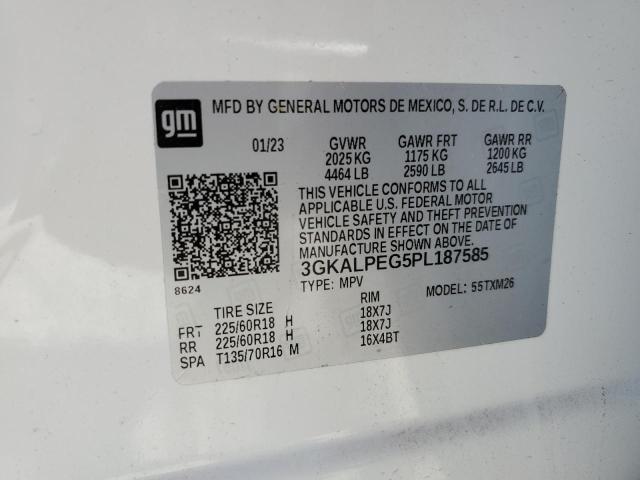 gm
MFD BY GENERAL MOTORS DE MEXICO, S. DE R.L. DE C.V.
01/23 GVWR GAWR FRT GAWR RR
2025 KG 1175 KG 1200 KG
4464 LB 2590 LB 2645 LB
THIS VEHICLE CONFORMS TO ALL
APPLICABLE U.S. FEDERAL MOTOR
VEHICLE SAFETY AND THEFT PREVENTION
STANDARDS IN EFFECT ON THE DATE OF
MANUFACTURE SHOWN ABOVE.
3GKALPEG5PL187585
TYPE: MPV MODEL: 55TXM26
8624
TIRE SIZE RIM
FRT 225/60R18 H 18X7J
RR 225/60R18 H 18X7J
SPA T135/70R16 M 16X4BT